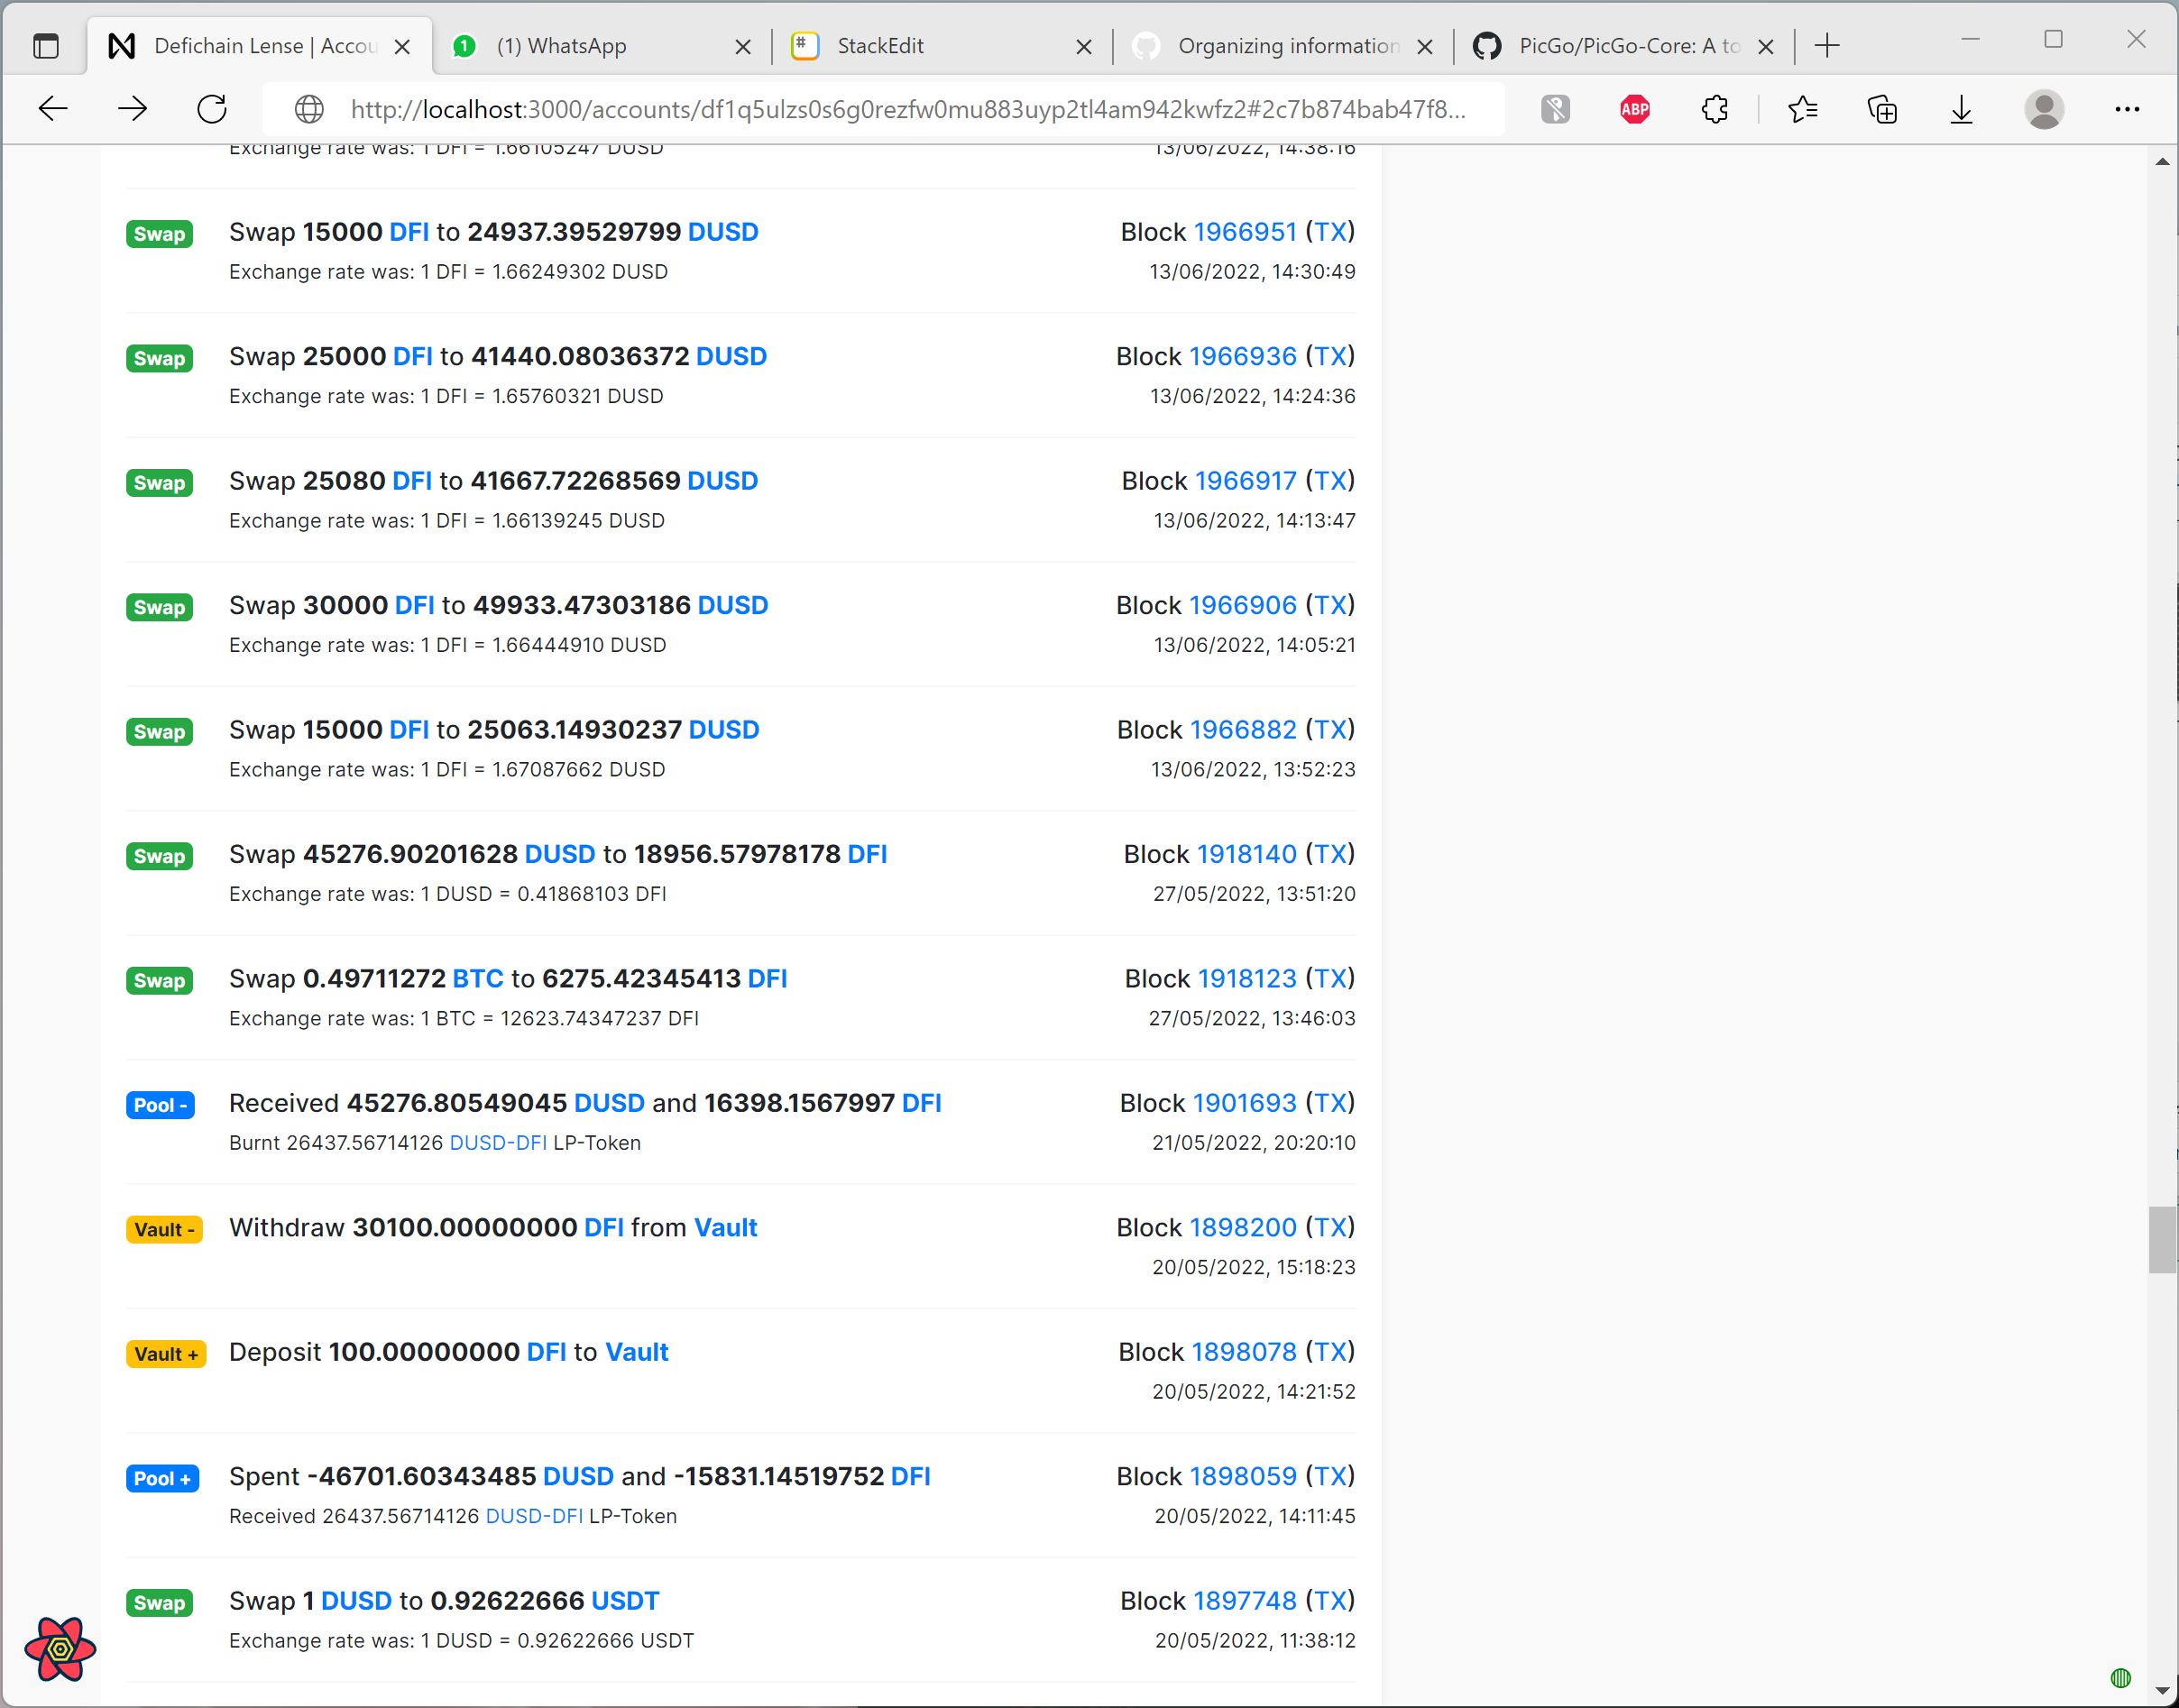 Defichain Lense | Accou
(1) WhatsApp
StackEdit
Organizing information
PicGo/PicGo-Core: A to
http://localhost:3000/accounts/df1q5ulzs0s6g0rezfw0mu883uyp2tl4am942kwfz2#2c7b874bab47f8...
ABP
Exchange rate was: 1 DFI = 1.66105247 DUSD 13/06/2022, 14:38:16
Swap Swap 15000 DFI to 24937.39529799 DUSD Block 1966951 (TX)
Exchange rate was: 1 DFI = 1.66249302 DUSD 13/06/2022, 14:30:49
Swap Swap 25000 DFI to 41440.08036372 DUSD Block 1966936 (TX)
Exchange rate was: 1 DFI = 1.65760321 DUSD 13/06/2022, 14:24:36
Swap Swap 25080 DFI to 41667.72268569 DUSD Block 1966917 (TX)
Exchange rate was: 1 DFI = 1.66139245 DUSD 13/06/2022, 14:13:47
Swap Swap 30000 DFI to 49933.47303186 DUSD Block 1966906 (TX)
Exchange rate was: 1 DFI = 1.66444910 DUSD 13/06/2022, 14:05:21
Swap Swap 15000 DFI to 25063.14930237 DUSD Block 1966882 (TX)
Exchange rate was: 1 DFI = 1.67087662 DUSD 13/06/2022, 13:52:23
Swap Swap 45276.90201628 DUSD to 18956.57978178 DFI Block 1918140 (TX)
Exchange rate was: 1 DUSD = 0.41868103 DFI 27/05/2022, 13:51:20
Swap Swap 0.49711272 BTC to 6275.42345413 DFI Block 1918123 (TX)
Exchange rate was: 1 BTC = 12623.74347237 DFI 27/05/2022, 13:46:03
Pool - Received 45276.80549045 DUSD and 16398.1567997 DFI Block 1901693 (TX)
Burnt 26437.56714126 DUSD-DFI LP-Token 21/05/2022, 20:20:10
Vault - Withdraw 30100.00000000 DFI from Vault Block 1898200 (TX)
20/05/2022, 15:18:23
Vault + Deposit 100.00000000 DFI to Vault Block 1898078 (TX)
20/05/2022, 14:21:52
Pool + Spent -46701.60343485 DUSD and -15831.14519752 DFI Block 1898059 (TX)
Received 26437.56714126 DUSD-DFI LP-Token 20/05/2022, 14:11:45
Swap Swap 1 DUSD to 0.92622666 USDT Block 1897748 (TX)
Exchange rate was: 1 DUSD = 0.92622666 USDT 20/05/2022, 11:38:12